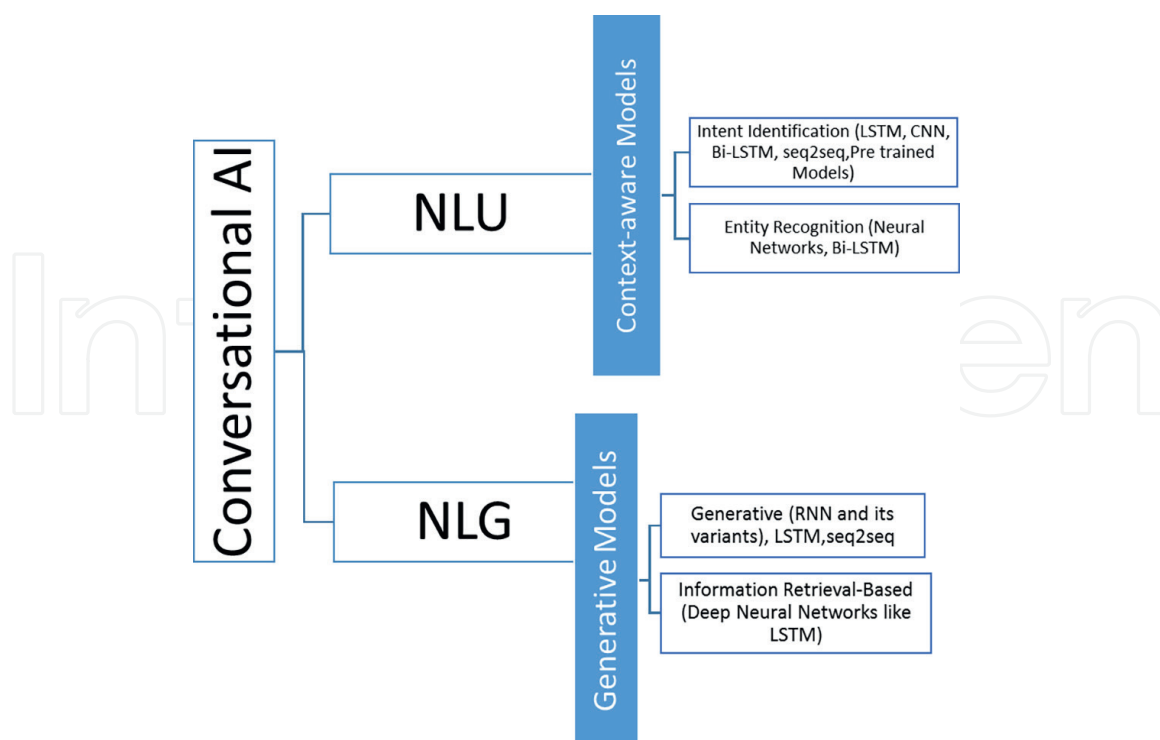 Conversational AI
NLU
Context-aware Models
Intent Identification (LSTM, CNN,
Bi-LSTM, seq2seq,Pre trained
Models)
Entity Recognition (Neural
Networks, Bi-LSTM)
NLG
Generative Models
Generative (RNN and its
variants), LSTM,seq2seq
Information Retrieval-Based
(Deep Neural Networks like
LSTM)